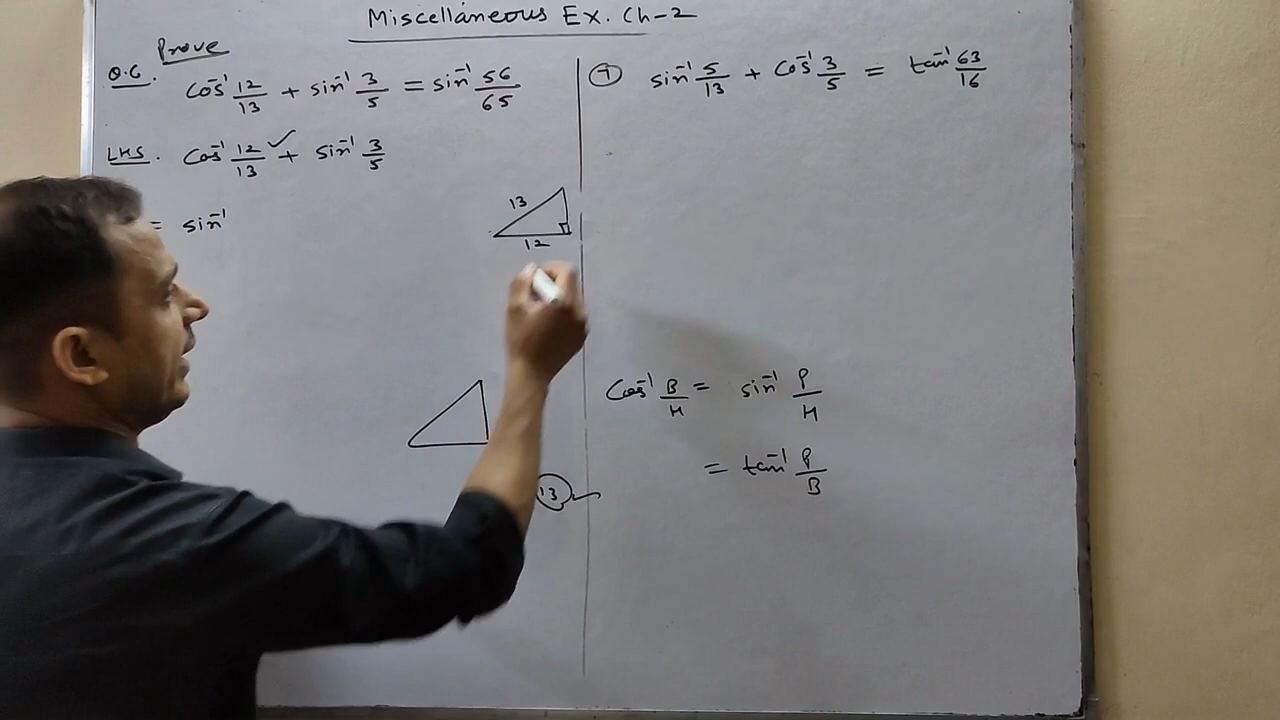 Miscellaneous Ex. Ch-2
Prove
Q.6. cos⁻¹ 12/13 + sin⁻¹ 3/5 = sin⁻¹ 56/65
LHS. cos⁻¹ 12/13 ✓ + sin⁻¹ 3/5
= sin⁻¹
13
12
13
⑦ sin⁻¹ 5/13 + cos⁻¹ 3/5 = tan⁻¹ 63/16
cos⁻¹ B/H = sin⁻¹ P/H
= tan⁻¹ P/B